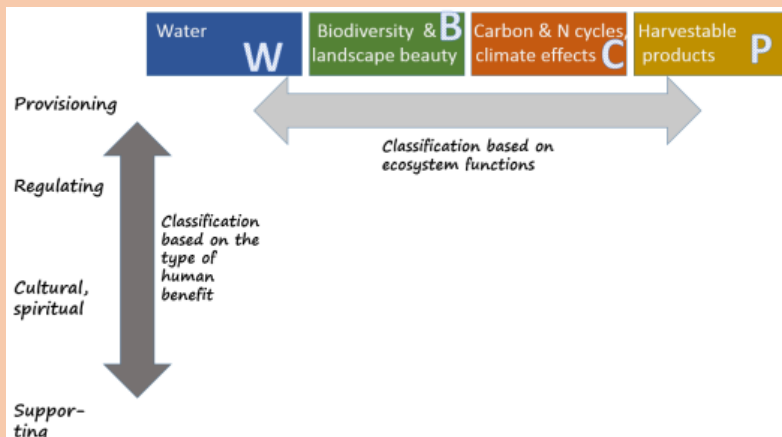 Water
W
Biodiversity &
landscape beauty
B
Carbon & N cycles,
climate effects
C
Harvestable
products
P
Provisioning
Classification based on
ecosystem functions
Regulating
Classification
based on the
type of
human
benefit
Cultural,
spiritual
Suppor-
ting